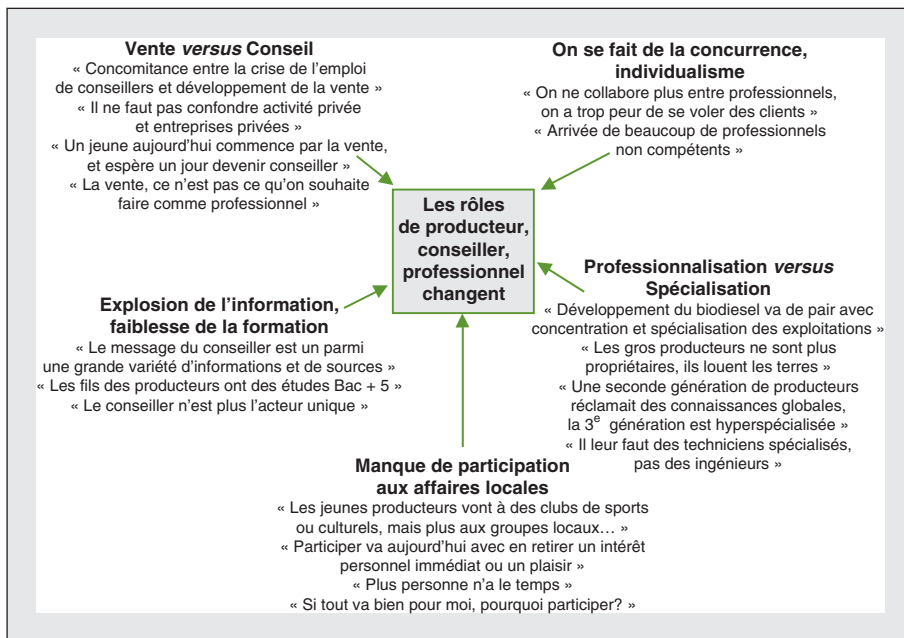 Vente versus Conseil
« Concomitance entre la crise de l'emploi
de conseillers et développement de la vente »
« Il ne faut pas confondre activité privée
et entreprises privées »
« Un jeune aujourd'hui commence par la vente,
et espère un jour devenir conseiller »
« La vente, ce n'est pas ce qu'on souhaite
faire comme professionnel »
On se fait de la concurrence,
individualisme
« On ne collabore plus entre professionnels,
on a trop peur de se voler des clients »
« Arrivée de beaucoup de professionnels
non compétents »
Les rôles
de producteur,
conseiller,
professionnel
changent
Explosion de l'information,
faiblesse de la formation
« Le message du conseiller est un parmi
une grande variété d'informations et de sources »
« Les fils des producteurs ont des études Bac + 5 »
« Le conseiller n'est plus l'acteur unique »
Professionnalisation versus
Spécialisation
« Développement du biodiesel va de pair avec
concentration et spécialisation des exploitations »
« Les gros producteurs ne sont plus
propriétaires, ils louent les terres »
« Une seconde génération de producteurs
réclamait des connaissances globales,
la 3e génération est hyperspécialisée »
« Il leur faut des techniciens spécialisés,
pas des ingénieurs »
Manque de participation
aux affaires locales
« Les jeunes producteurs vont à des clubs de sports
ou culturels, mais plus aux groupes locaux… »
« Participer va aujourd'hui avec en retirer un intérêt
personnel immédiat ou un plaisir »
« Plus personne n'a le temps »
« Si tout va bien pour moi, pourquoi participer? »